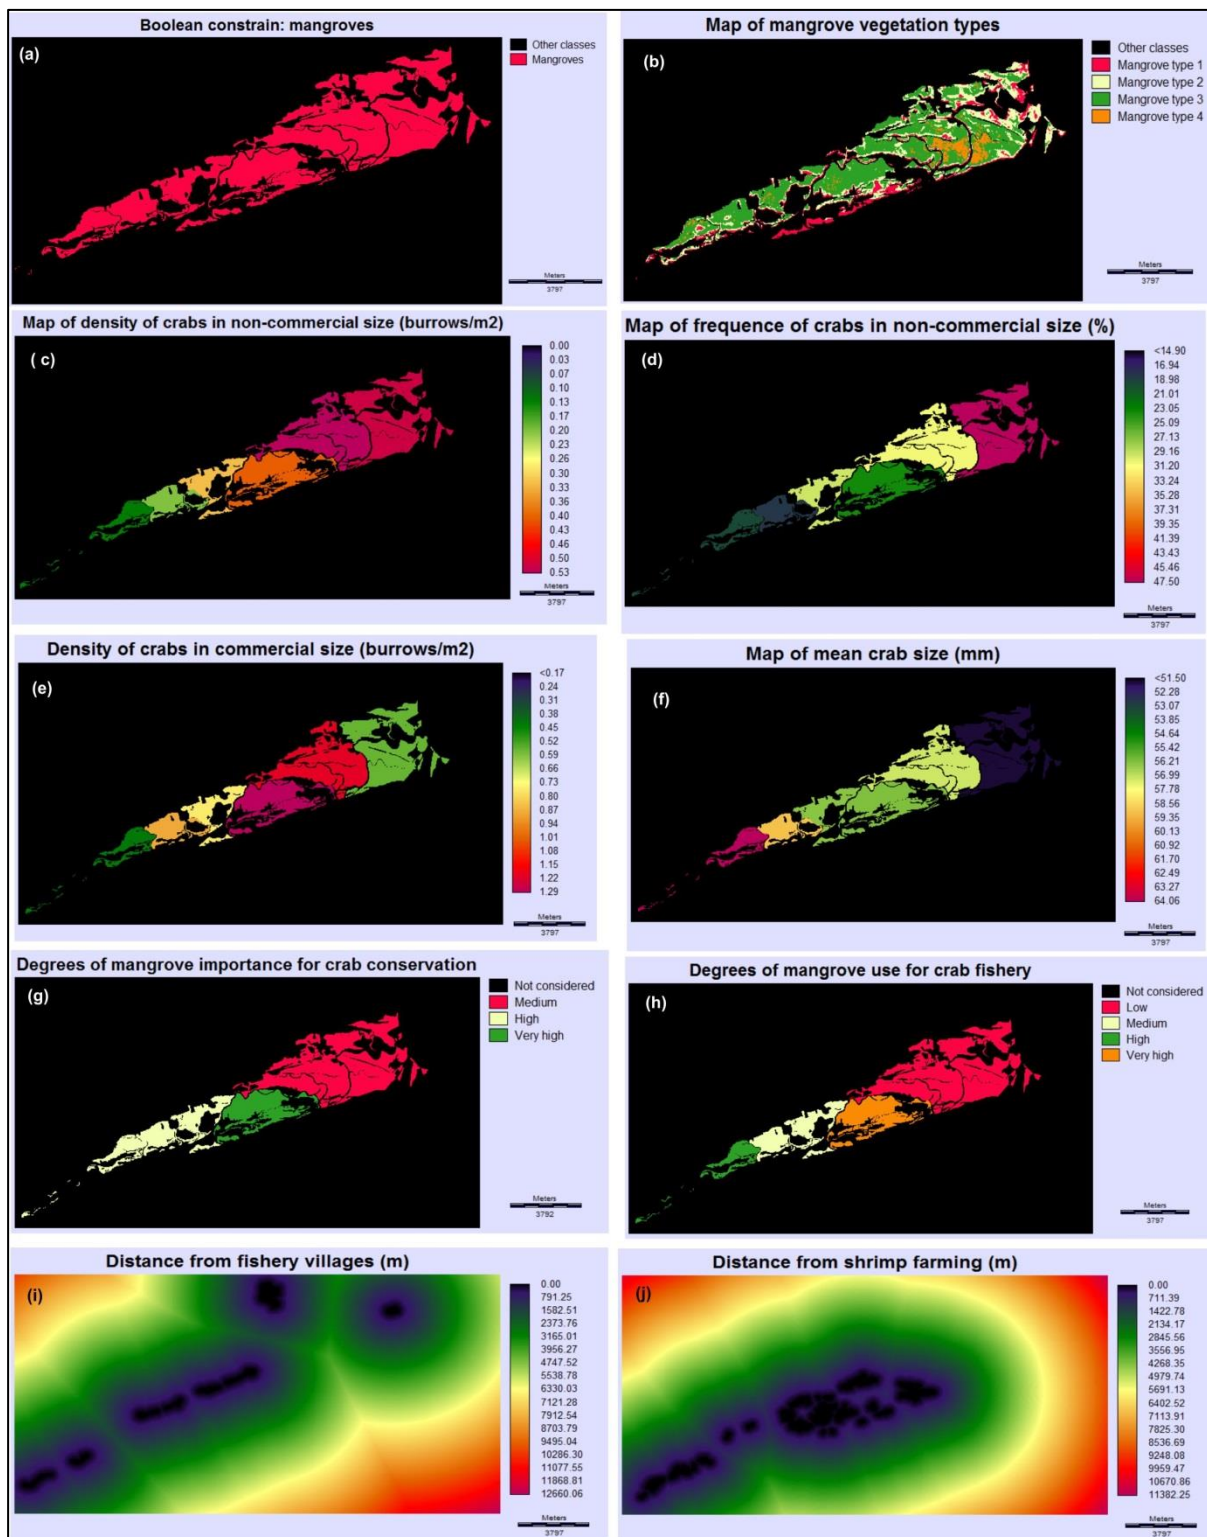 Boolean constrain: mangroves
(a)
Other classes
Mangroves
Meters
3797
Map of mangrove vegetation types
(b)
Other classes
Mangrove type 1
Mangrove type 2
Mangrove type 3
Mangrove type 4
Meters
3797
Map of density of crabs in non-commercial size (burrows/m2)
( c)
0.00
0.03
0.07
0.10
0.13
0.17
0.20
0.23
0.26
0.30
0.33
0.36
0.40
0.43
0.46
0.50
0.53
Meters
3797
Map of frequence of crabs in non-commercial size (%)
(d)
<14.90
16.94
18.98
21.01
23.05
25.09
27.13
29.16
31.20
33.24
35.28
37.31
39.35
41.39
43.43
45.46
47.50
Meters
3797
Density of crabs in commercial size (burrows/m2)
(e)
<0.17
0.24
0.31
0.38
0.45
0.52
0.59
0.66
0.73
0.80
0.87
0.94
1.01
1.08
1.15
1.22
1.29
Meters
3797
Map of mean crab size (mm)
(f)
<51.50
52.28
53.07
53.85
54.64
55.42
56.21
56.99
57.78
58.56
59.35
60.13
60.92
61.70
62.49
63.27
64.06
Meters
3797
Degrees of mangrove importance for crab conservation
(g)
Not considered
Medium
High
Very high
Meters
3792
Degrees of mangrove use for crab fishery
(h)
Not considered
Low
Medium
High
Very high
Meters
3797
Distance from fishery villages (m)
(i)
0.00
791.25
1582.51
2373.76
3165.01
3956.27
4747.52
5538.78
6330.03
7121.28
7912.54
8703.79
9495.04
10286.30
11077.55
11868.81
12660.06
Meters
3797
Distance from shrimp farming (m)
(j)
0.00
711.39
1422.78
2134.17
2845.56
3556.95
4268.35
4979.74
5691.13
6402.52
7113.91
7825.30
8536.69
9248.08
9959.47
10670.86
11382.25
Meters
3797